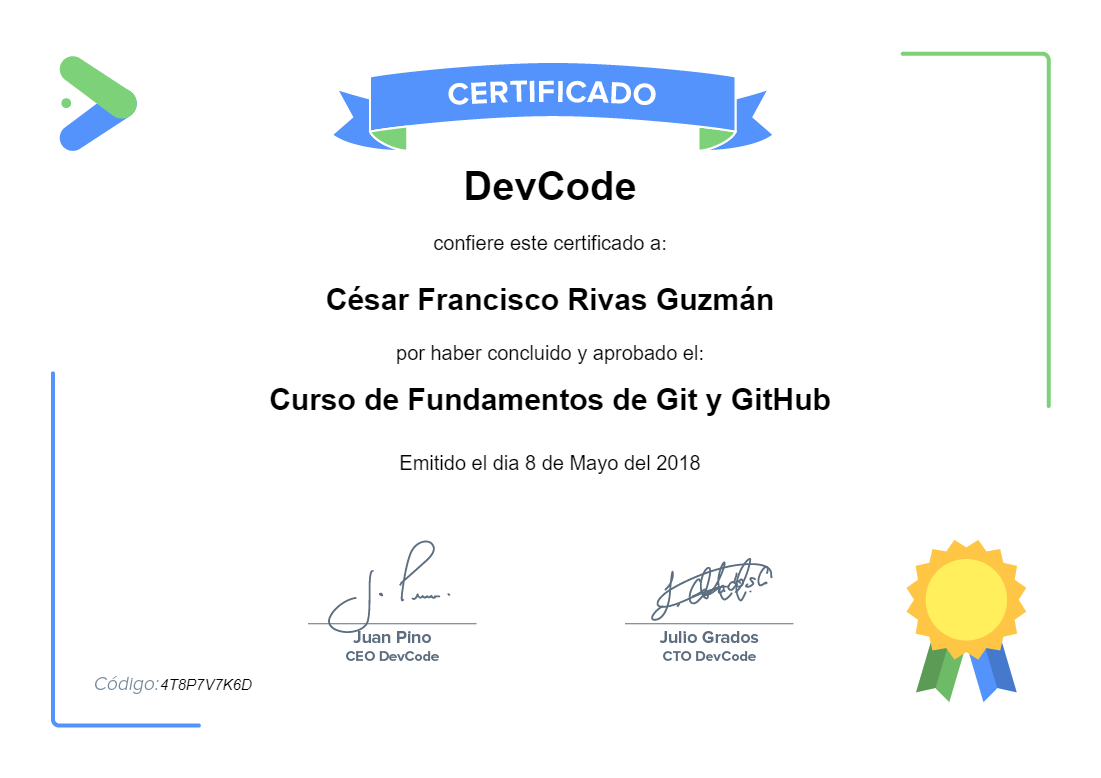 CERTIFICADO
DevCode
confiere este certificado a:
César Francisco Rivas Guzmán
por haber concluido y aprobado el:
Curso de Fundamentos de Git y GitHub
Emitido el dia 8 de Mayo del 2018
J. Pino
J. Grados.C
Juan Pino
Julio Grados
CEO DevCode
CTO DevCode
Código: 4T8P7V7K6D